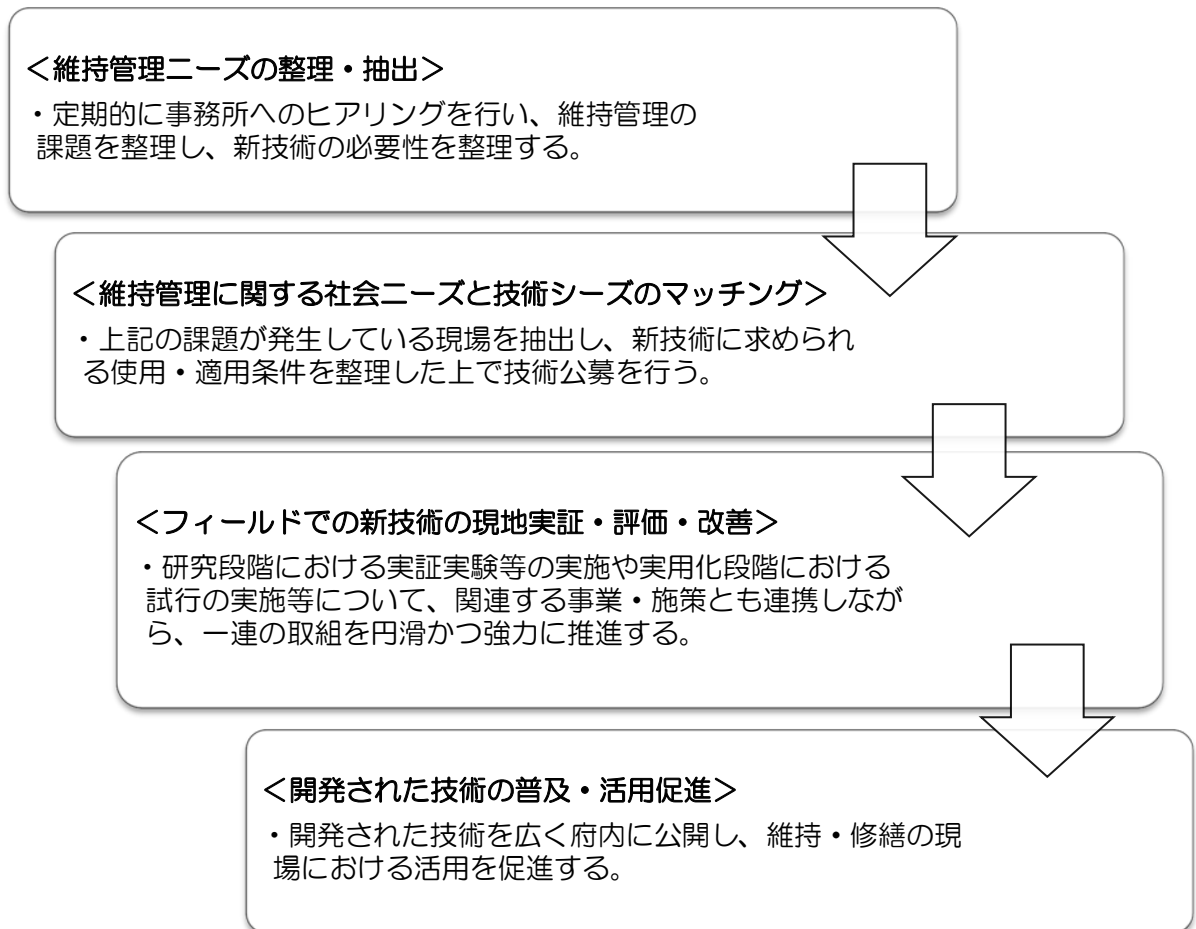 ＜維持管理ニーズの整理・抽出＞
・定期的に事務所へのヒアリングを行い、維持管理の
課題を整理し、新技術の必要性を整理する。
＜維持管理に関する社会ニーズと技術シーズのマッチング＞
・上記の課題が発生している現場を抽出し、新技術に求められ
る使用・適用条件を整理した上で技術公募を行う。
＜フィールドでの新技術の現地実証・評価・改善＞
・研究段階における実証実験等の実施や実用化段階における
試行の実施等について、関連する事業・施策とも連携しなが
ら、一連の取組を円滑かつ強力に推進する。
＜開発された技術の普及・活用促進＞
・開発された技術を広く府内に公開し、維持・修繕の現
場における活用を促進する。